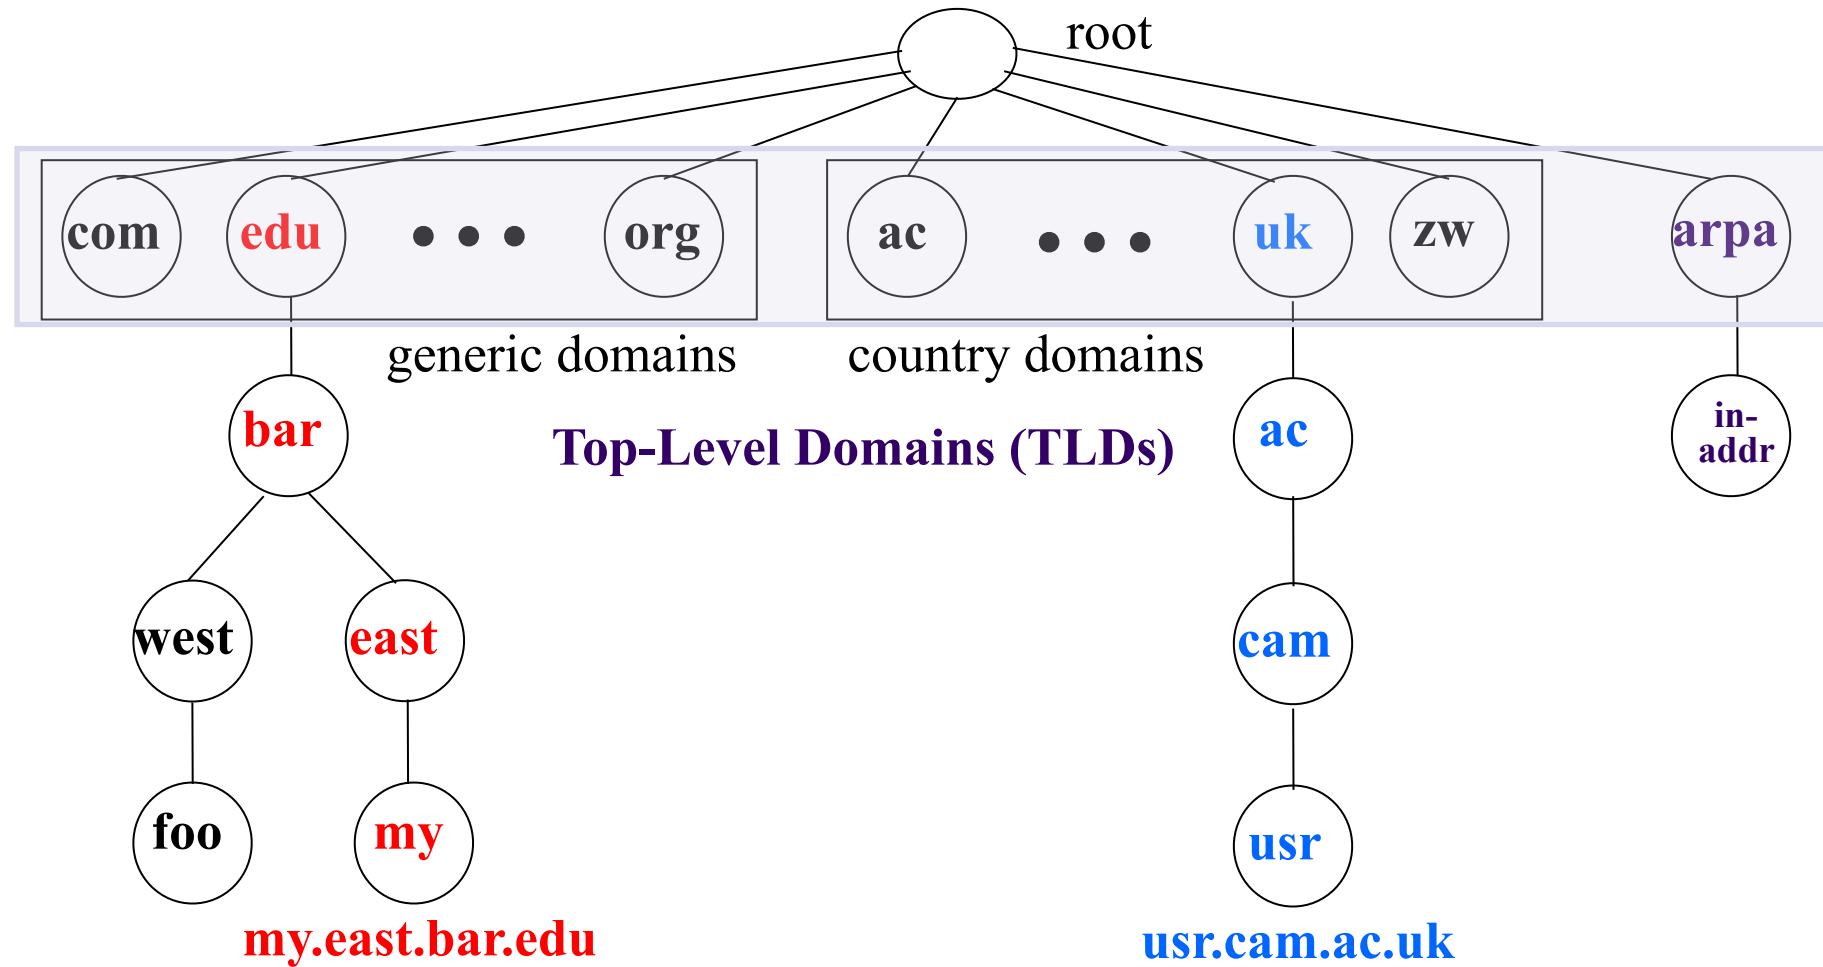 root
com
edu
• • •
org
ac
• • •
uk
zw
arpa
generic domains
country domains
bar
Top-Level Domains (TLDs)
ac
in-
addr
west
east
cam
foo
my
usr
my.east.bar.edu
usr.cam.ac.uk